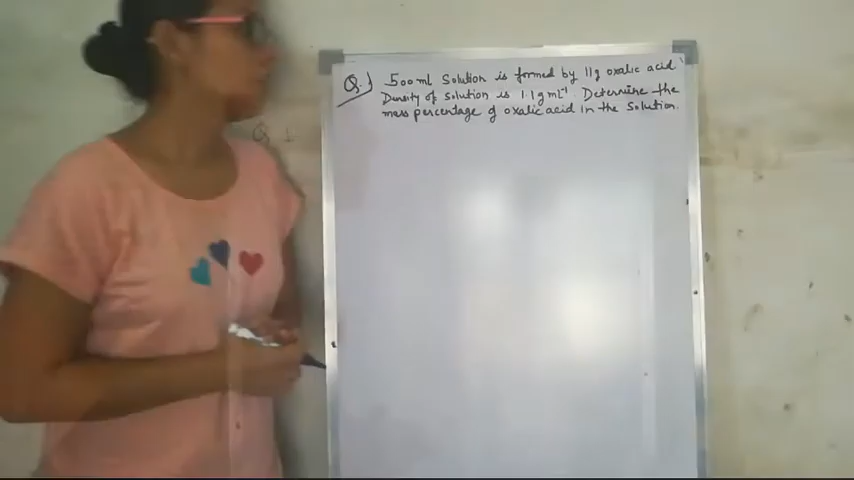 Q.) 500ml Solution is formed by 11g oxalic acid
Density of solution is 1.1g ml⁻¹. Determine the
mass percentage of oxalic acid in the Solution.